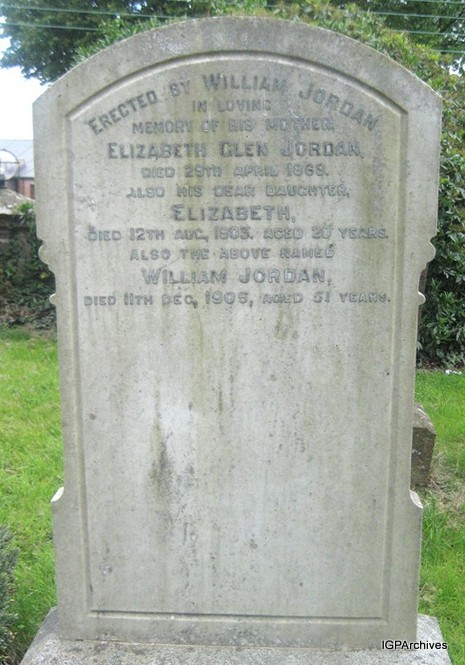 Erected by William Jordan
in loving
memory of his mother,
Elizabeth Glen Jordan,
died 29th April 1869.
also his dear daughter,
Elizabeth,
died 12th Aug, 1903, aged 20 years.
also the above named
William Jordan,
died 11th Dec, 1905, aged 51 years.
IGPArchives